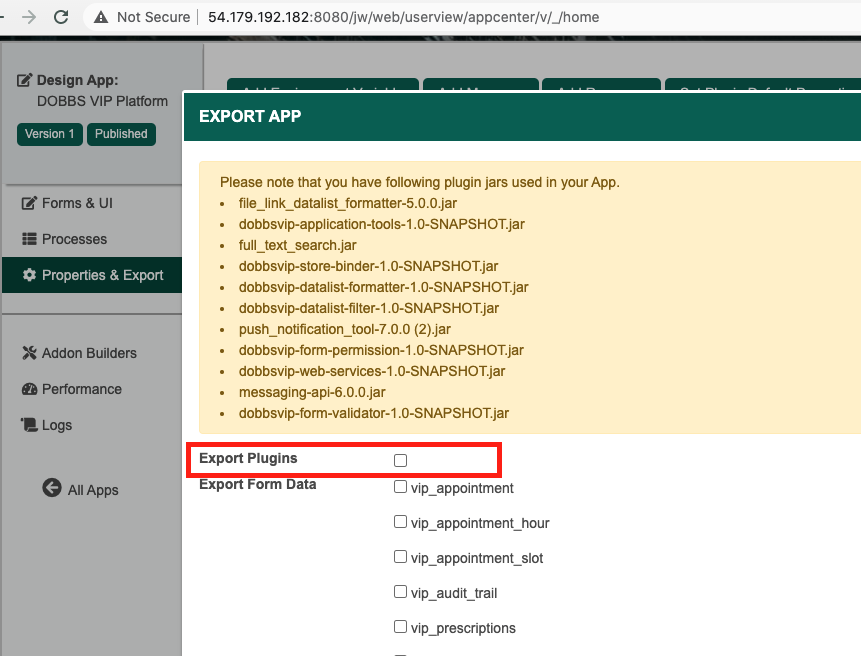 Not Secure
54.179.192.182:8080/jw/web/userview/appcenter/v/_/home
Design App:
DOBBS VIP Platform
Version 1
Published
Forms & UI
Processes
Properties & Export
Addon Builders
Performance
Logs
All Apps
EXPORT APP
Please note that you have following plugin jars used in your App.
file_link_datalist_formatter-5.0.0.jar
dobbsvip-application-tools-1.0-SNAPSHOT.jar
full_text_search.jar
dobbsvip-store-binder-1.0-SNAPSHOT.jar
dobbsvip-datalist-formatter-1.0-SNAPSHOT.jar
dobbsvip-datalist-filter-1.0-SNAPSHOT.jar
push_notification_tool-7.0.0 (2).jar
dobbsvip-form-permission-1.0-SNAPSHOT.jar
dobbsvip-web-services-1.0-SNAPSHOT.jar
messaging-api-6.0.0.jar
dobbsvip-form-validator-1.0-SNAPSHOT.jar
Export Plugins
Export Form Data
vip_appointment
vip_appointment_hour
vip_appointment_slot
vip_audit_trail
vip_prescriptions